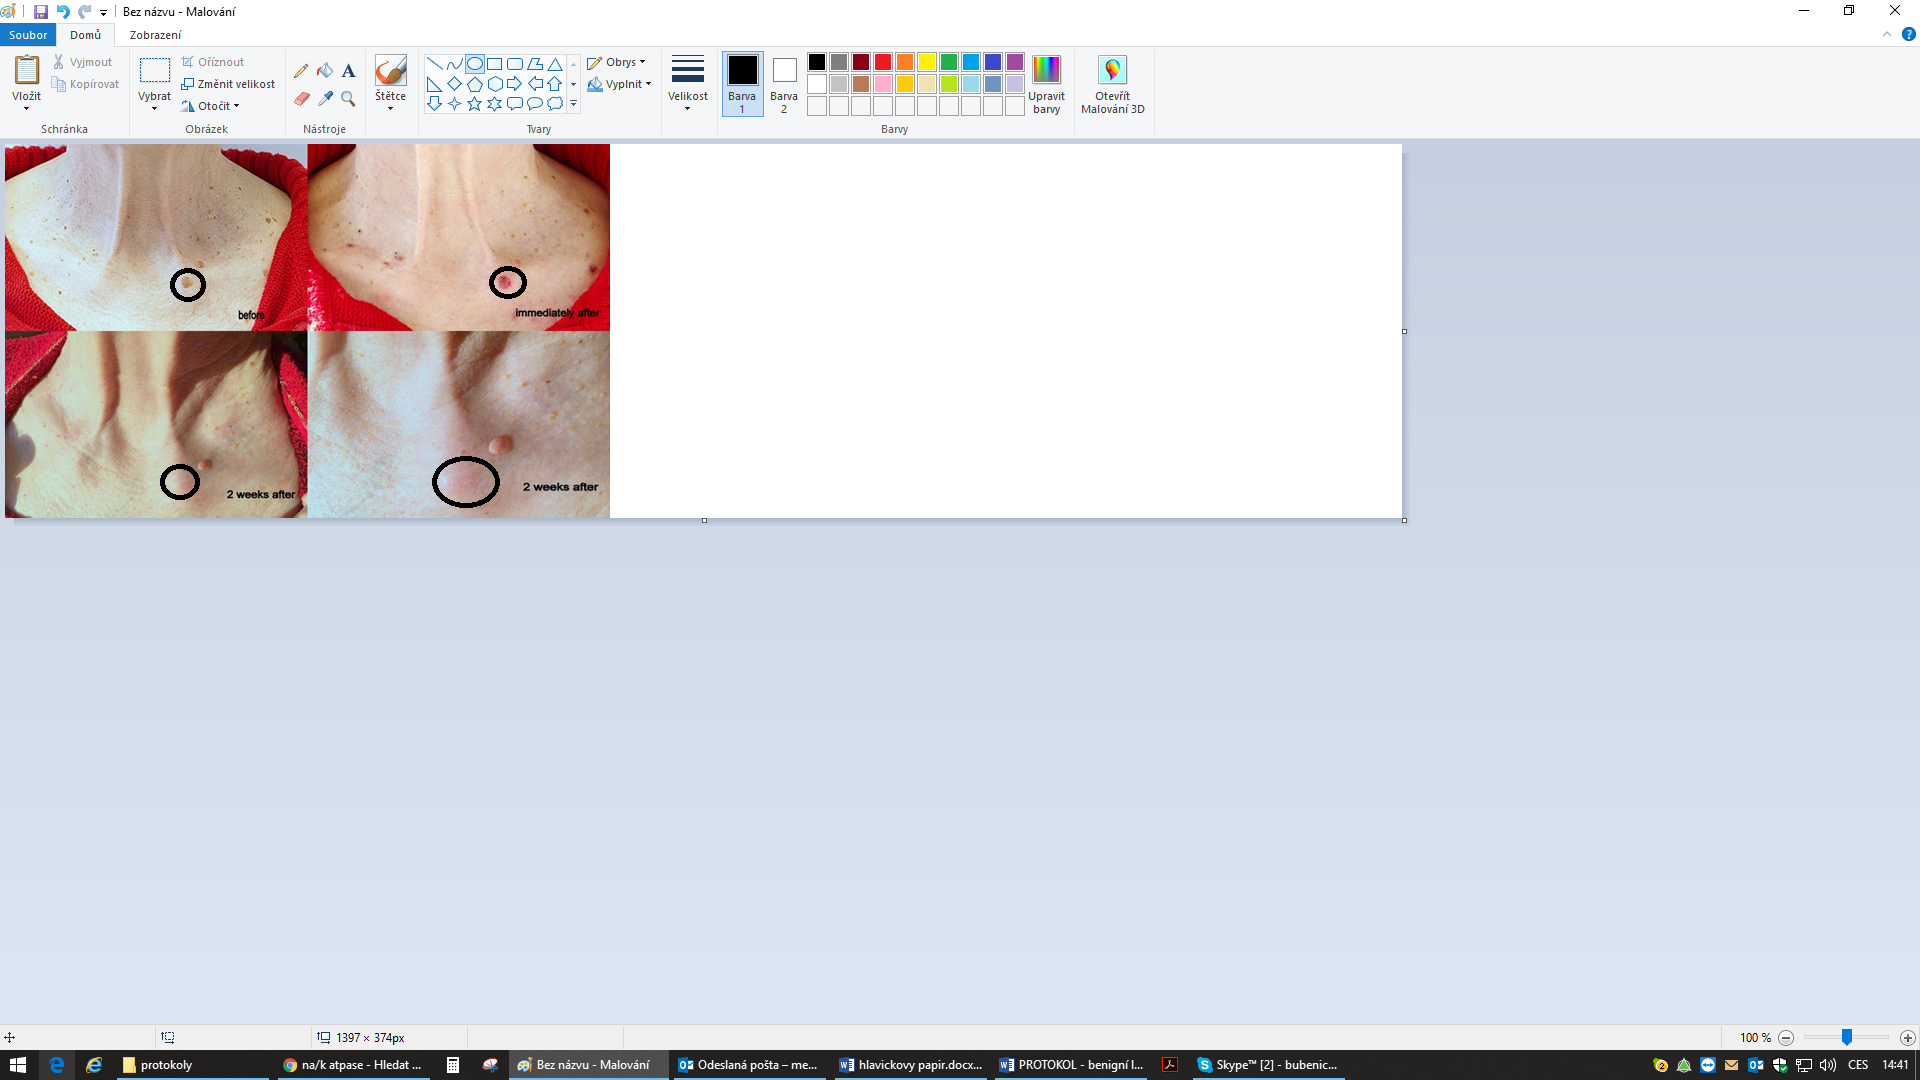 Bez názvu - Malování
Soubor
Domů
Zobrazení
Vložit
Vyjmout
Kopírovat
Schránka
Vybrat
Oříznout
Změnit velikost
Otočit
Obrázek
A
Nástroje
Štětce
Obrys
Vyplnit
Tvary
Velikost
Barva
1
Barva
2
Upravit
barvy
Barvy
Otevřít
Malování 3D
before
immediately after
2 weeks after
2 weeks after
1397 × 374px
100 %
protokoly
na/k atpase - Hledat ...
Bez názvu - Malování
Odeslaná pošta – me...
hlavickovy papir.docx...
PROTOKOL - benigní l...
Skype™ [2] - bubenic...
CES
14:41